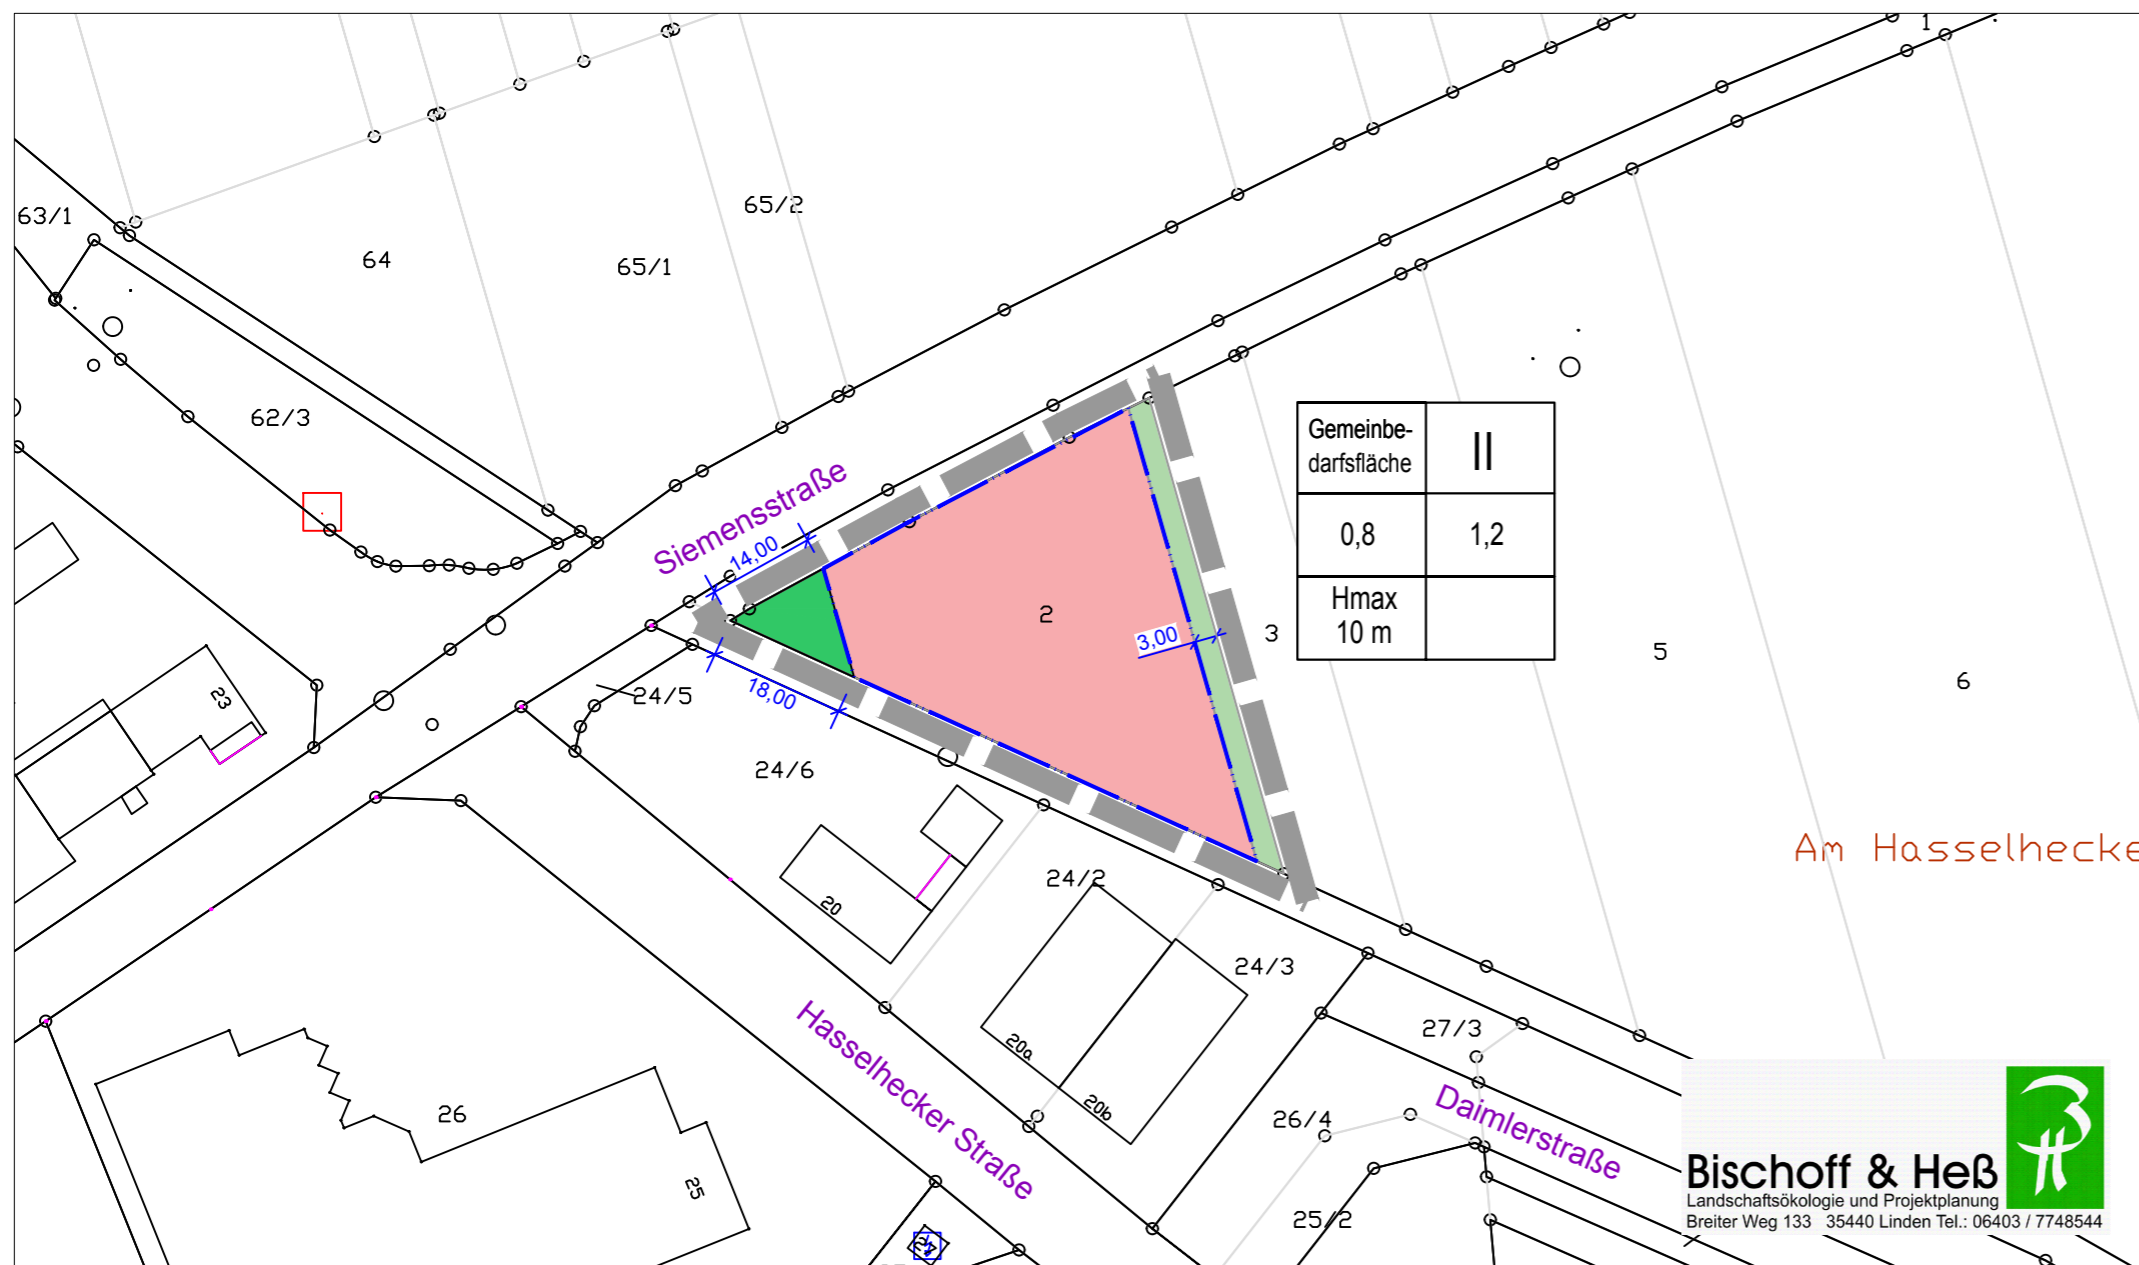 1
63/1
64
65/1
65/2
62/3
Siemensstraße
14,00
Gemeinbe-
darfsfläche
II
0,8
1,2
Hmax
10 m
2
3,00
3
5
6
18,00
24/5
24/6
23
20
24/2
24/3
20a
20b
Am Hasselhecke
27/3
26/4
25/2
26
25
Hasselhecker Straße
Daimlerstraße
Bischoff & Heß
Landschaftsökologie und Projektplanung
Breiter Weg 133 35440 Linden Tel.: 06403 / 7748544